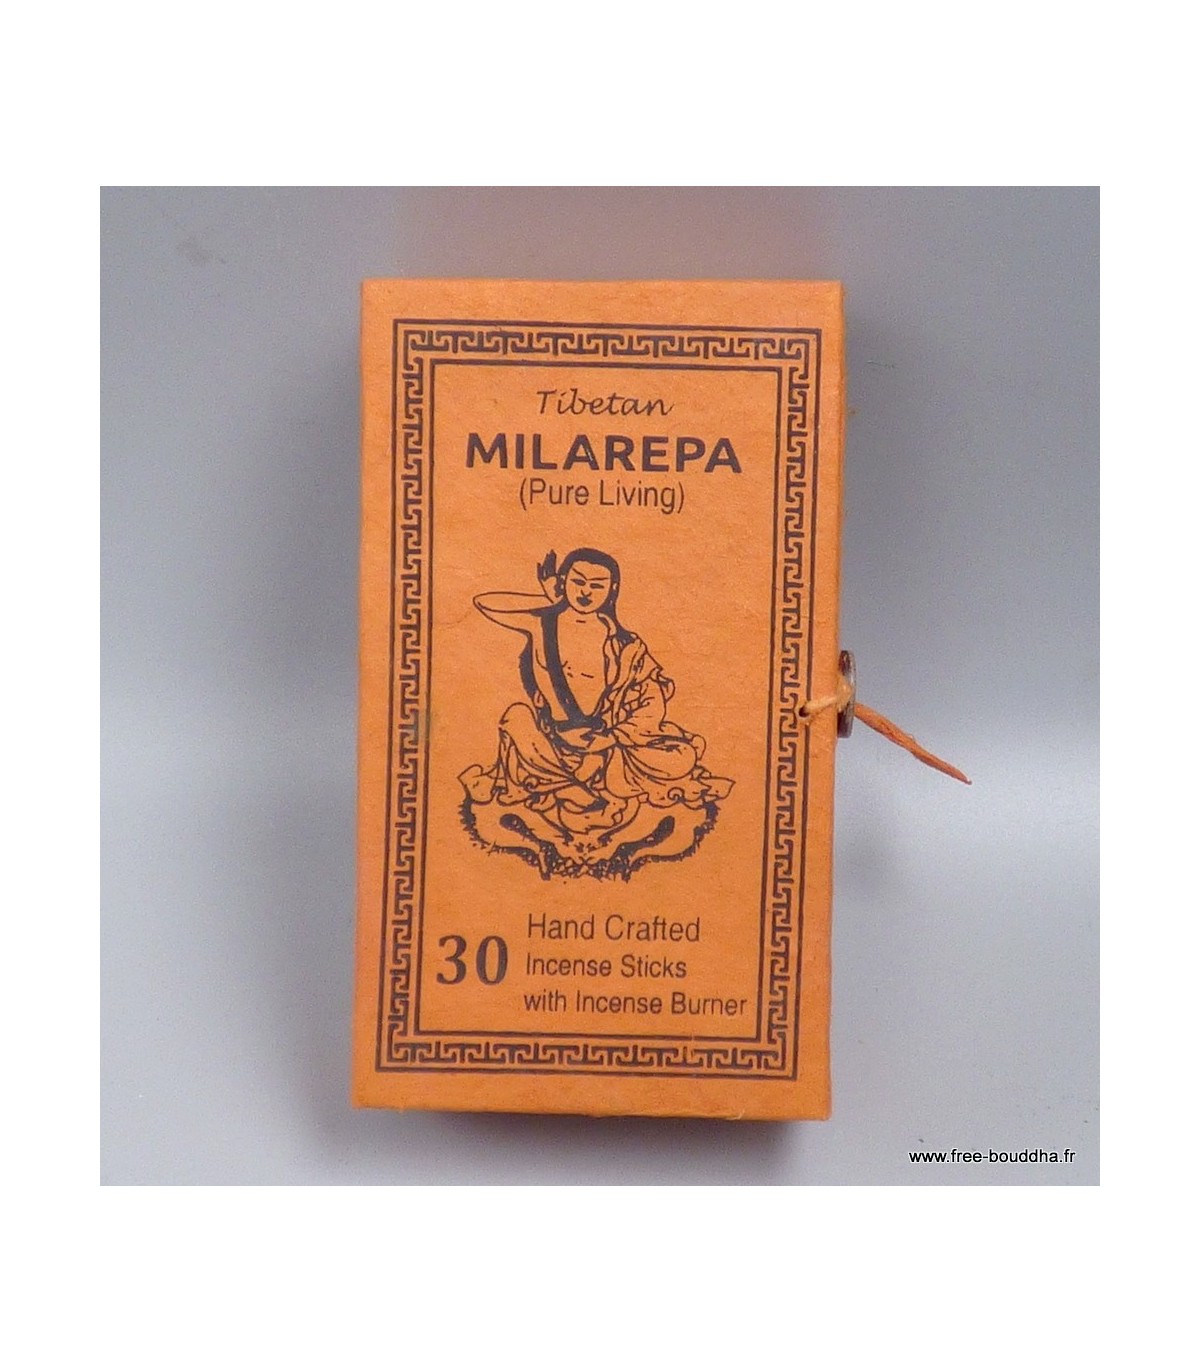 Tibetan
MILAREPA
(Pure Living)
30
Hand Crafted
Incense Sticks
with Incense Burner
www.free-bouddha.fr